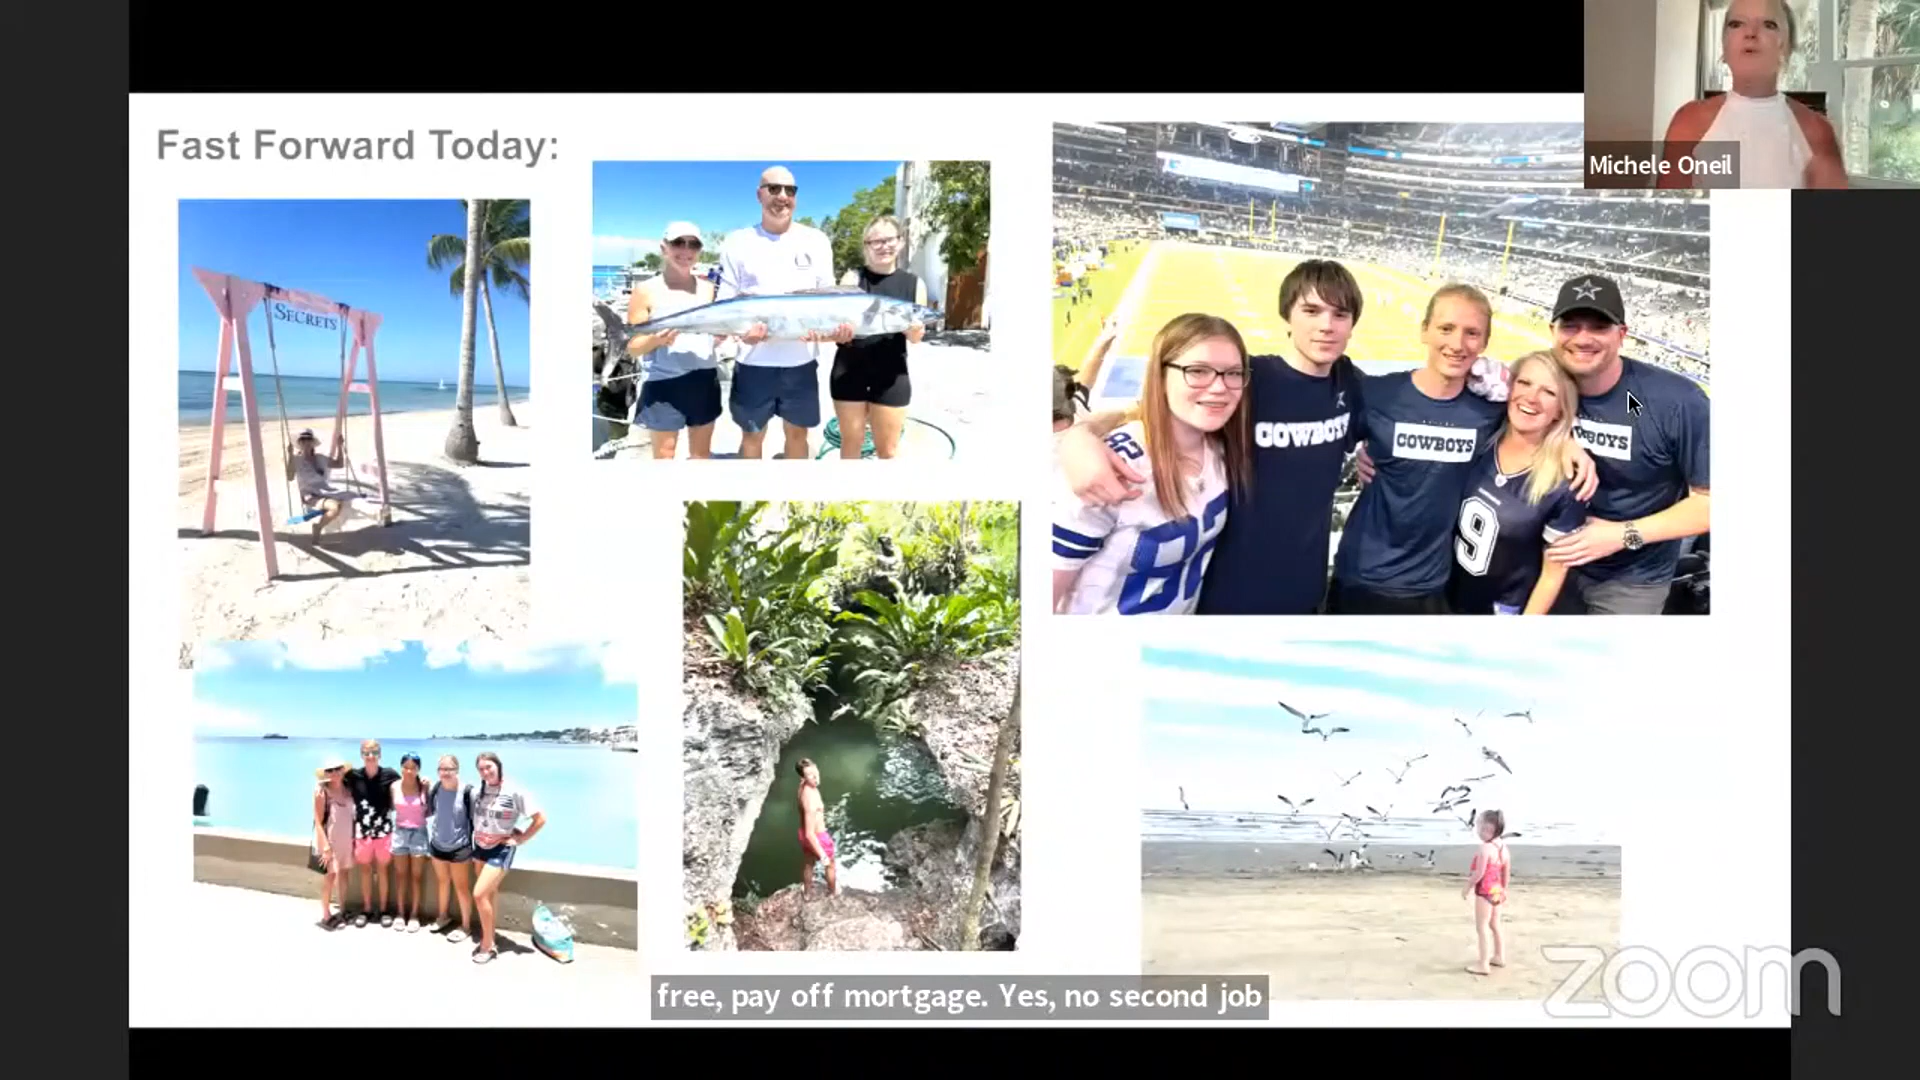 Fast Forward Today:
Michele Oneil
SECRETS
COWBOYS
COWBOYS
BOYS
82
82
9
free, pay off mortgage. Yes, no second job
zoom